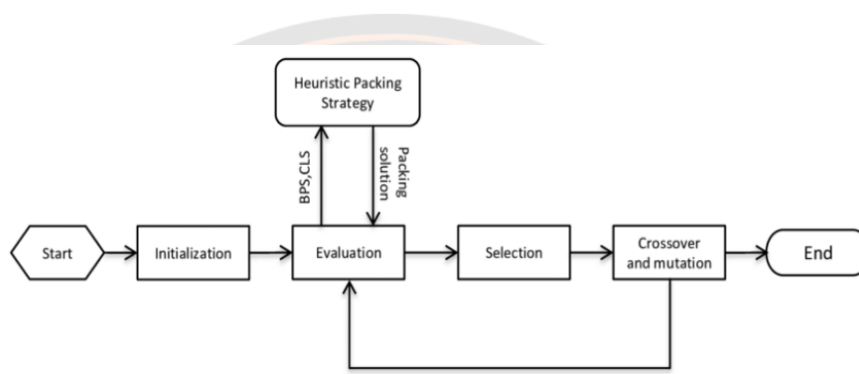 Heuristic Packing
Strategy
BPS,CLS
Packing
solution
Start
Initialization
Evaluation
Selection
Crossover
and mutation
End